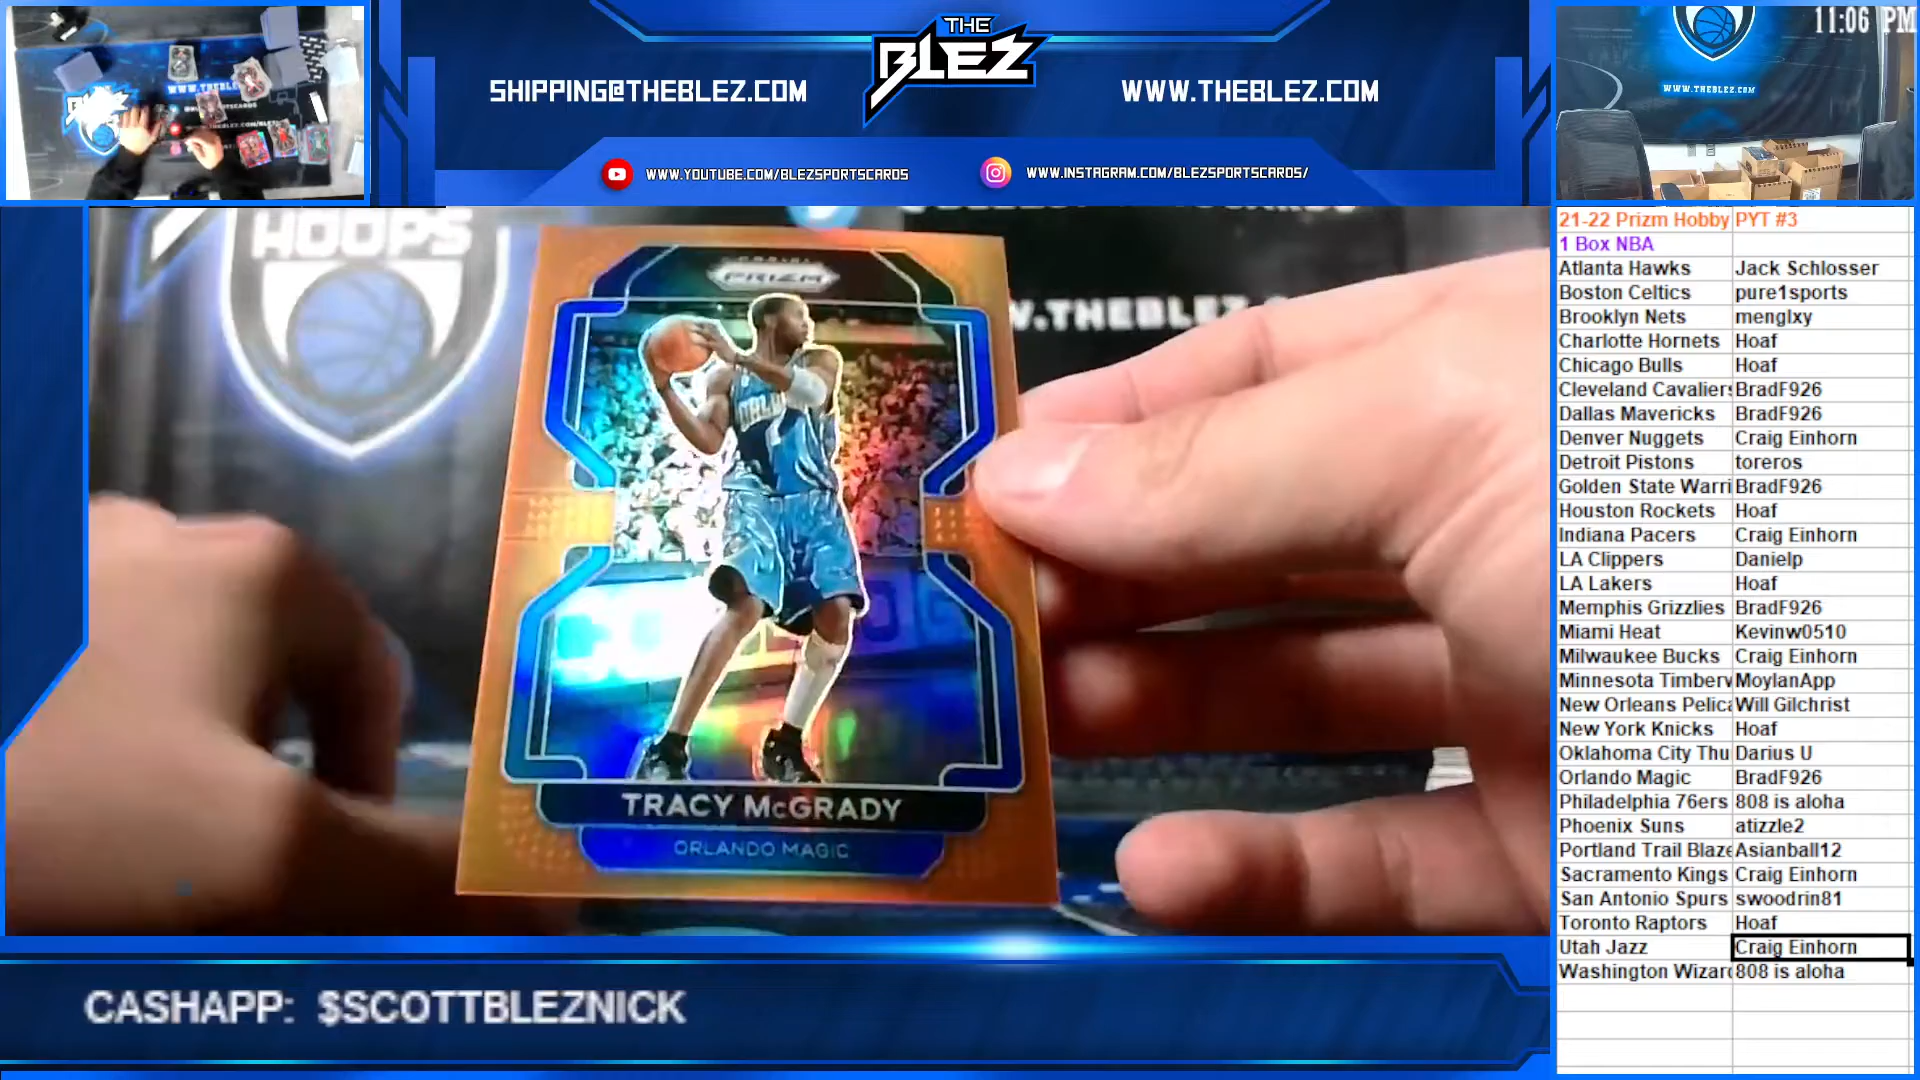 THE
BLEZ
SHIPPING@THEBLEZ.COM
WWW.THEBLEZ.COM
WWW.YOUTUBE.COM/BLEZSPORTSCARDS
WWW.INSTAGRAM.COM/BLEZSPORTSCARDS/
11:06 PM
WWW.THEBLEZ.COM
HOOPS
W.THEBLEZ
PRIZM
TRACY McGRADY
ORLANDO MAGIC
CASHAPP: $SCOTTBLEZNICK
21-22 Prizm Hobby PYT #3
1 Box NBA
Atlanta Hawks Jack Schlosser
Boston Celtics pure1sports
Brooklyn Nets menglxy
Charlotte Hornets Hoaf
Chicago Bulls Hoaf
Cleveland Cavaliers BradF926
Dallas Mavericks BradF926
Denver Nuggets Craig Einhorn
Detroit Pistons toreros
Golden State Warri BradF926
Houston Rockets Hoaf
Indiana Pacers Craig Einhorn
LA Clippers Danielp
LA Lakers Hoaf
Memphis Grizzlies BradF926
Miami Heat Kevinw0510
Milwaukee Bucks Craig Einhorn
Minnesota Timberw MoylanApp
New Orleans Pelica Will Gilchrist
New York Knicks Hoaf
Oklahoma City Thu Darius U
Orlando Magic BradF926
Philadelphia 76ers 808 is aloha
Phoenix Suns atizzle2
Portland Trail Blaze Asianball12
Sacramento Kings Craig Einhorn
San Antonio Spurs swoodrin81
Toronto Raptors Hoaf
Utah Jazz Craig Einhorn
Washington Wizard 808 is aloha